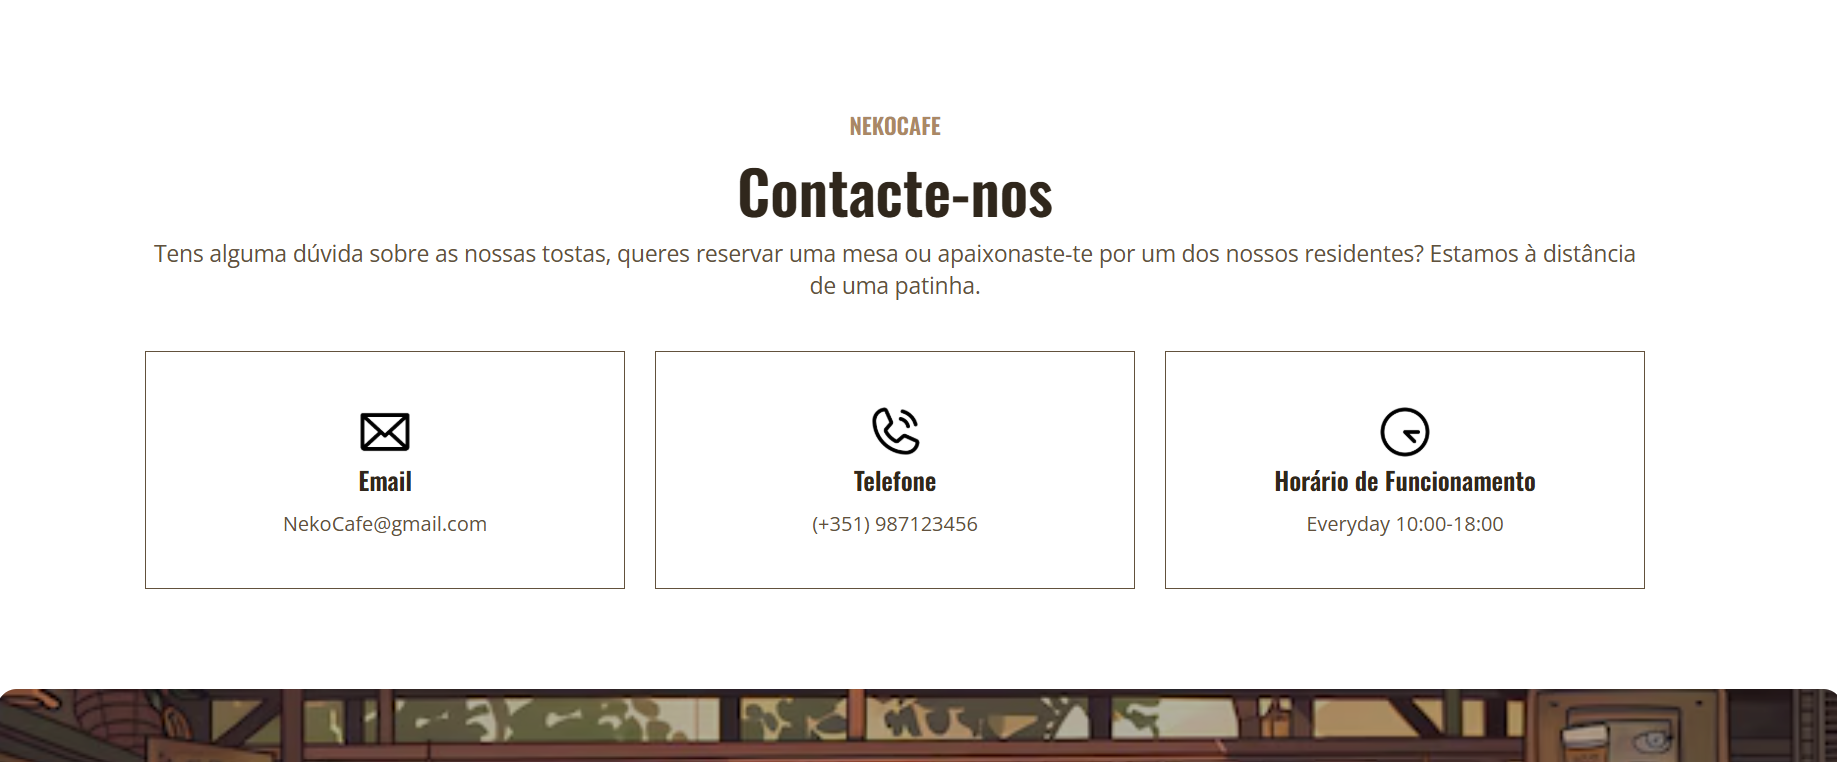 NEKOCAFE
Contacte-nos
Tens alguma dúvida sobre as nossas tostas, queres reservar uma mesa ou apaixonaste-te por um dos nossos residentes? Estamos à distância
de uma patinha.
Email
NekoCafe@gmail.com
Telefone
(+351) 987123456
Horário de Funcionamento
Everyday 10:00-18:00